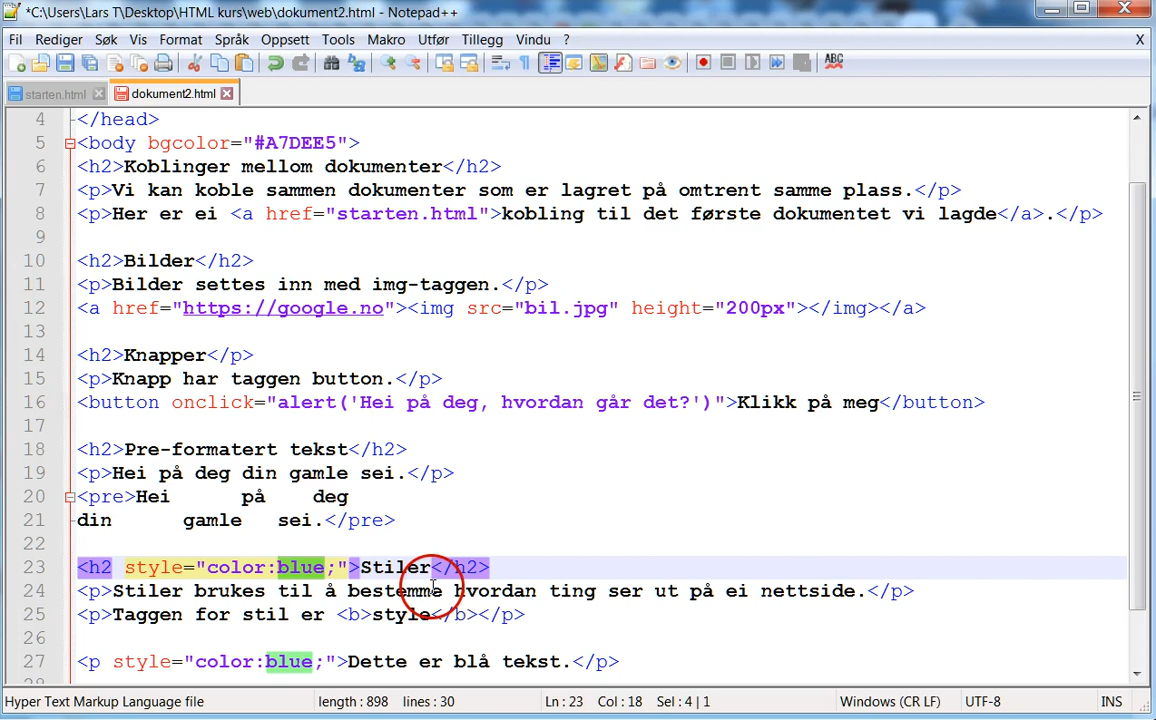 *C:\Users\Lars T\Desktop\HTML kurs\web\dokument2.html - Notepad++
Fil Rediger Søk Vis Format Språk Oppsett Tools Makro Utfør Tillegg Vindu ? X
ABC
starten.html dokument2.html
4 </head>
5 <body bgcolor="#A7DEE5">
6 <h2>Koblinger mellom dokumenter</h2>
7 <p>Vi kan koble sammen dokumenter som er lagret på omtrent samme plass.</p>
8 <p>Her er ei <a href="starten.html">kobling til det første dokumentet vi lagde</a>.</p>
9
10 <h2>Bilder</h2>
11 <p>Bilder settes inn med img-taggen.</p>
12 <a href="https://google.no"><img src="bil.jpg" height="200px"></img></a>
13
14 <h2>Knapper</p>
15 <p>Knapp har taggen button.</p>
16 <button onclick="alert('Hei på deg, hvordan går det?')">Klikk på meg</button>
17
18 <h2>Pre-formatert tekst</h2>
19 <p>Hei på deg din gamle sei.</p>
20 <pre>Hei      på    deg
21 din      gamle   sei.</pre>
22
23 <h2 style="color:blue;">Stiler</h2>
24 <p>Stiler brukes til å bestemme hvordan ting ser ut på ei nettside.</p>
25 <p>Taggen for stil er <b>style</b></p>
26
27 <p style="color:blue;">Dette er blå tekst.</p>
Hyper Text Markup Language file length : 898 lines : 30 Ln : 23 Col : 18 Sel : 4 | 1 Windows (CR LF) UTF-8 INS